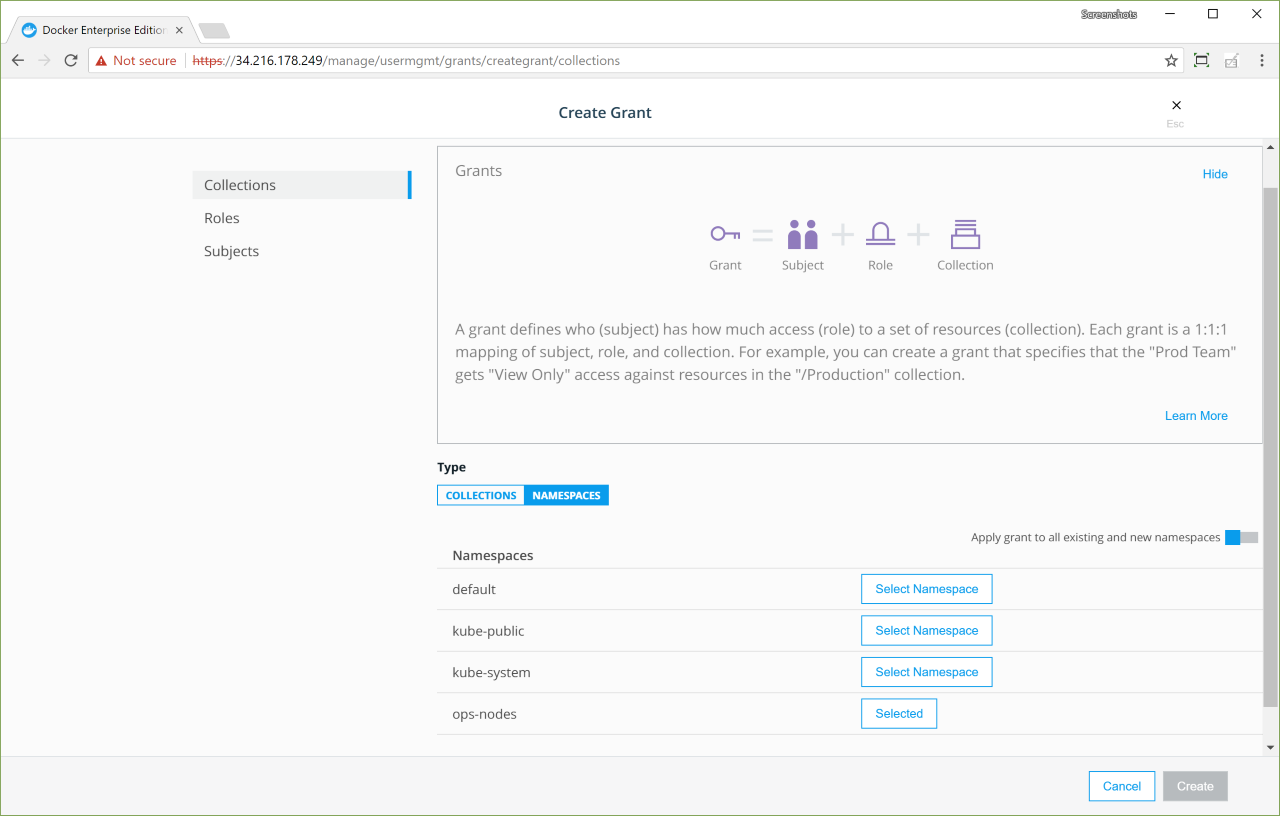 Screenshots
Docker Enterprise Edition
Not secure https://34.216.178.249/manage/usermgmt/grants/creategrant/collections
Create Grant
Esc
Collections
Roles
Subjects
Grants
Hide
Grant Subject Role Collection
A grant defines who (subject) has how much access (role) to a set of resources (collection). Each grant is a 1:1:1
mapping of subject, role, and collection. For example, you can create a grant that specifies that the "Prod Team"
gets "View Only" access against resources in the "/Production" collection.
Learn More
Type
COLLECTIONS NAMESPACES
Apply grant to all existing and new namespaces
Namespaces
default Select Namespace
kube-public Select Namespace
kube-system Select Namespace
ops-nodes Selected
Cancel Create